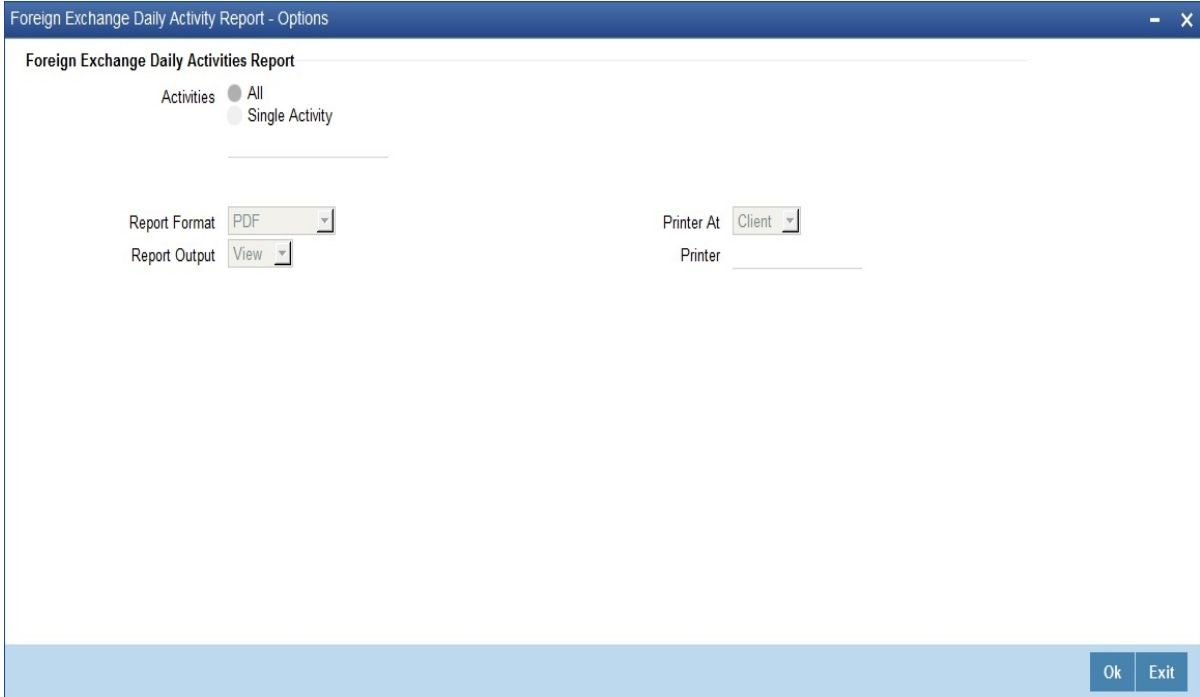 Foreign Exchange Daily Activity Report - Options
Foreign Exchange Daily Activities Report
Activities All
Single Activity
Report Format PDF Printer At Client
Report Output View Printer
Ok Exit